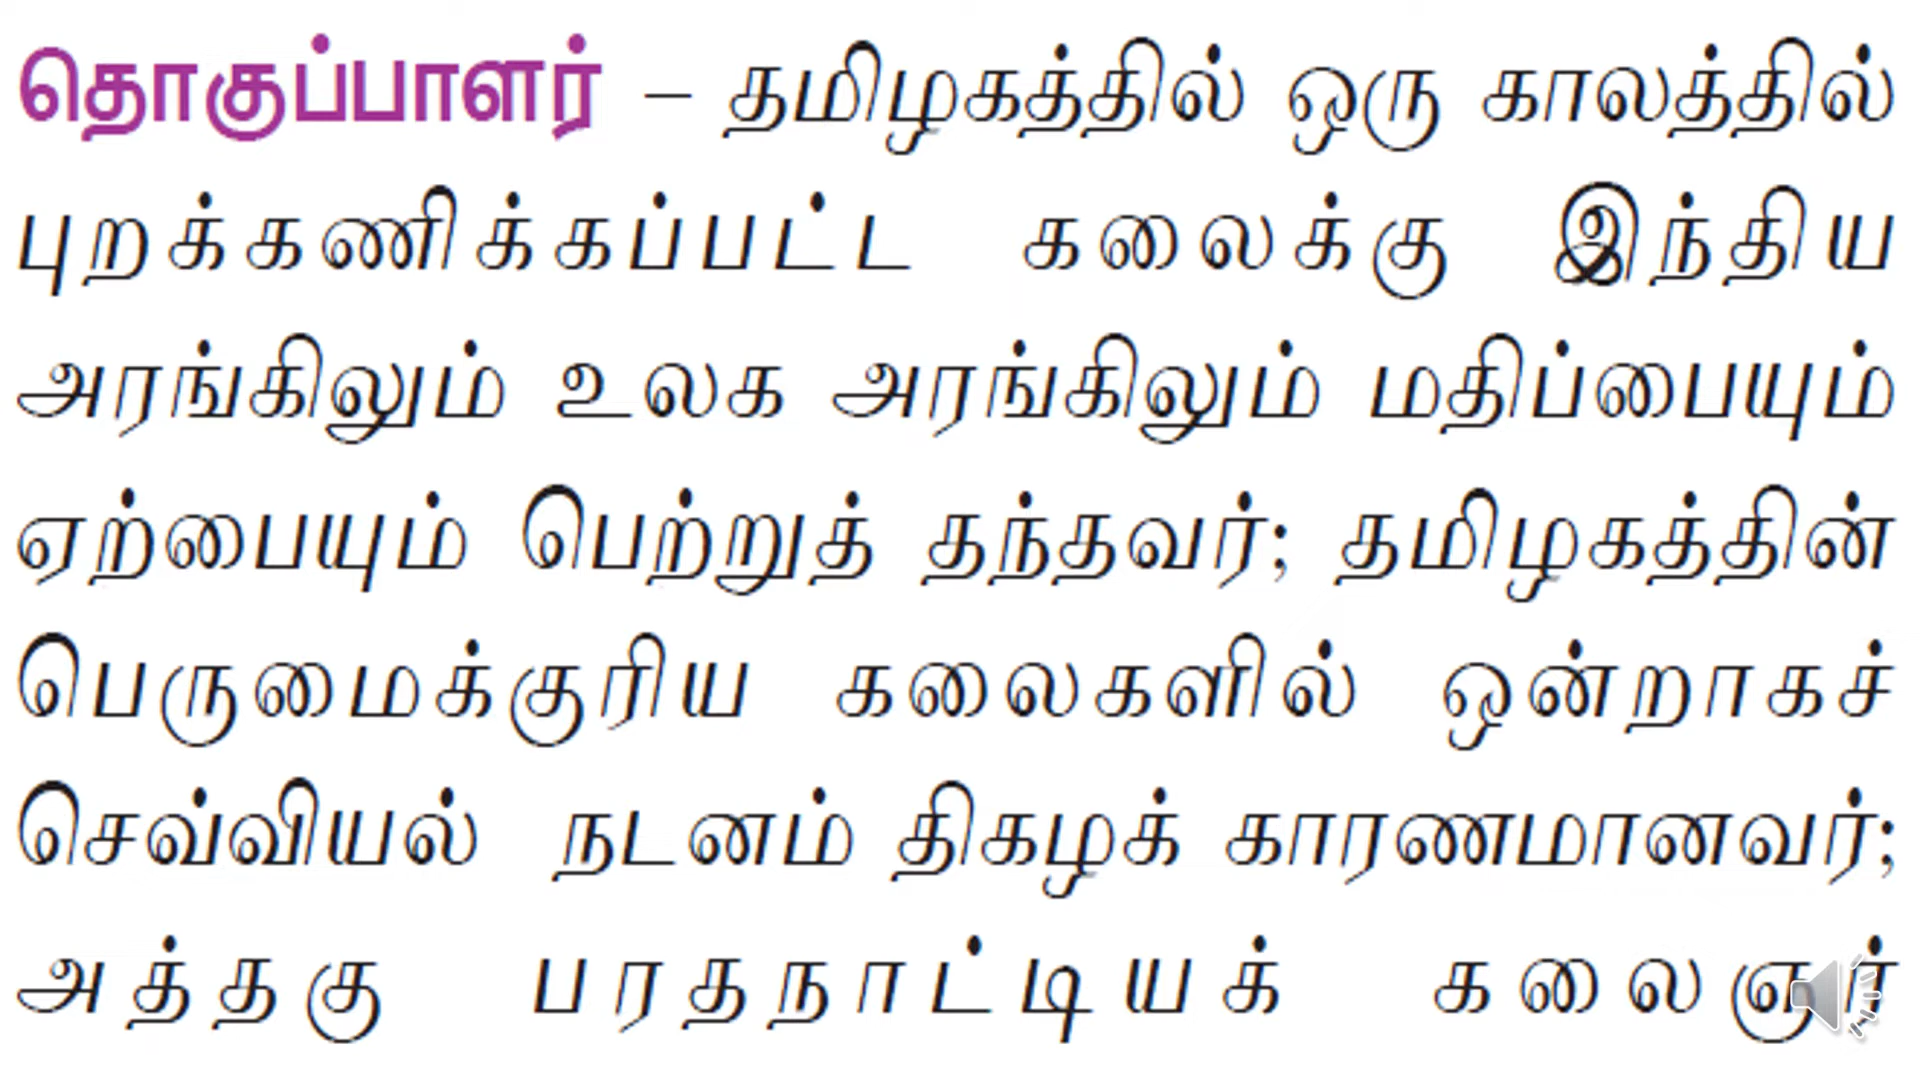 தொகுப்பாளர் – தமிழகத்தில் ஒரு காலத்தில்
புறக்கணிக்கப்பட்ட கலைக்கு இந்திய
அரங்கிலும் உலக அரங்கிலும் மதிப்பையும்
ஏற்பையும் பெற்றுத் தந்தவர்; தமிழகத்தின்
பெருமைக்குரிய கலைகளில் ஒன்றாகச்
செவ்வியல் நடனம் திகழக் காரணமானவர்;
அத்தகு பரதநாட்டியக் கலைஞர்